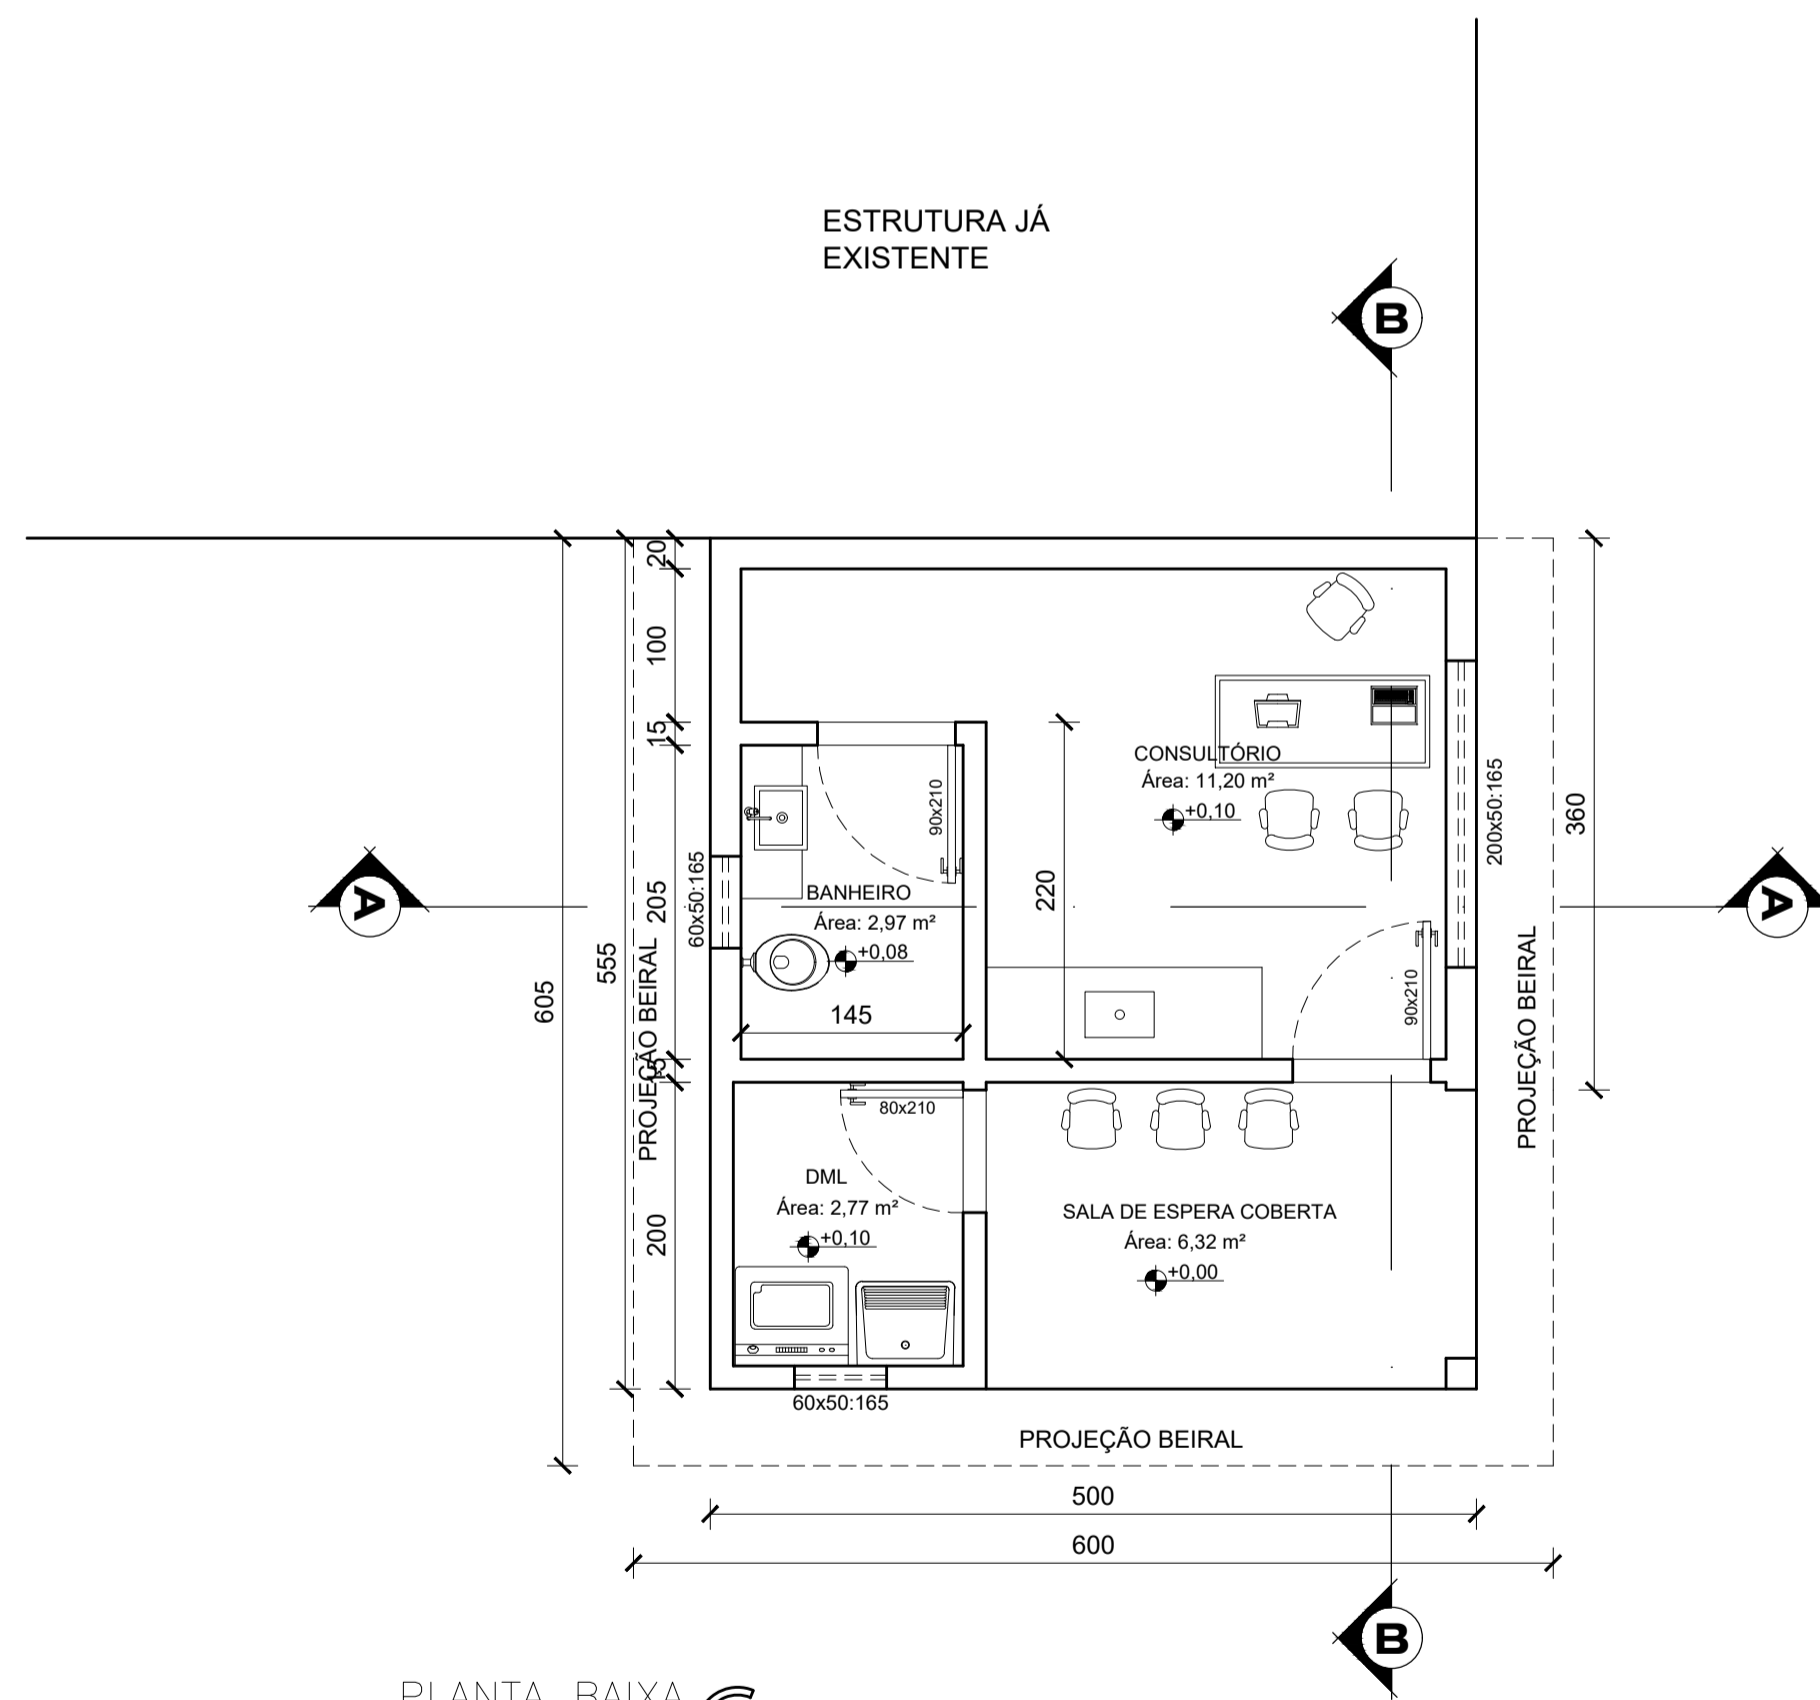 ESTRUTURA JÁ
EXISTENTE
B
20
100
15
205
15
200
555
605
PROJEÇÃO BEIRAL
60x50:165
A
CONSULTÓRIO
Área: 11,20 m²
+0,10
90x210
220
200x50:165
360
A
BANHEIRO
Área: 2,97 m²
+0,08
145
90x210
PROJEÇÃO BEIRAL
80x210
DML
Área: 2,77 m²
+0,10
SALA DE ESPERA COBERTA
Área: 6,32 m²
+0,00
60x50:165
PROJEÇÃO BEIRAL
500
600
B
PLANTA BAIXA